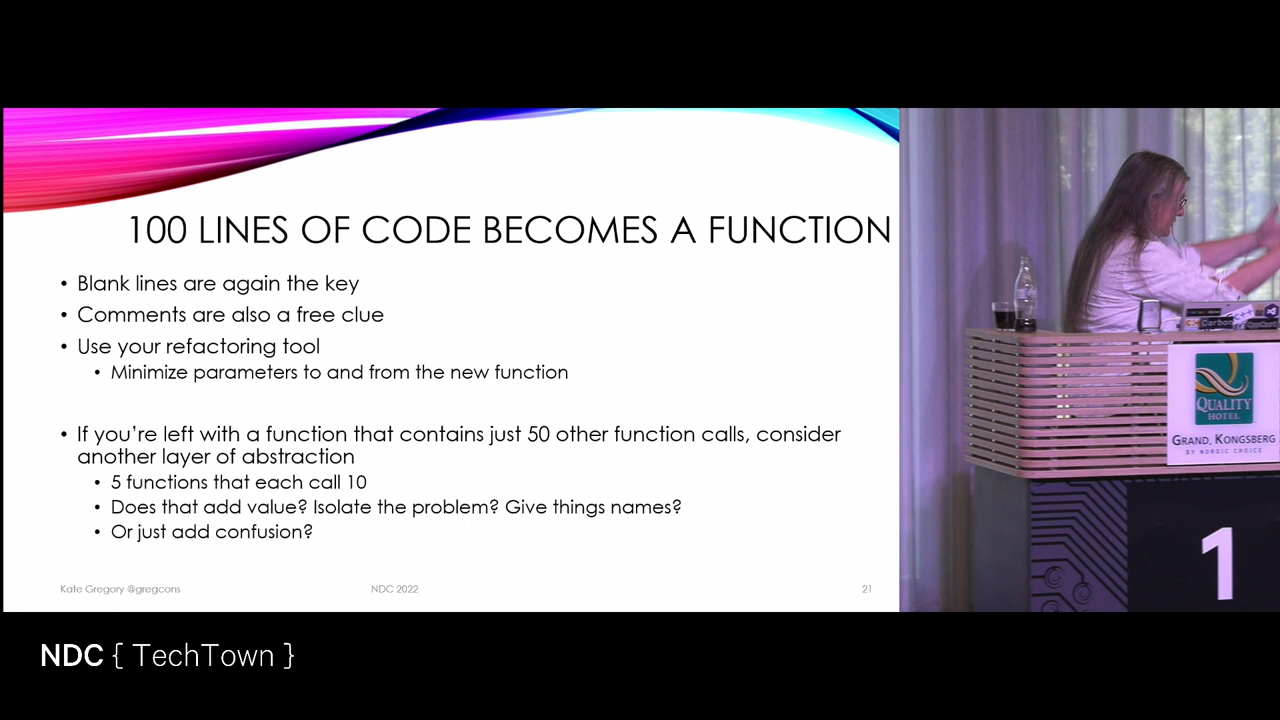 100 LINES OF CODE BECOMES A FUNCTION
• Blank lines are again the key
• Comments are also a free clue
• Use your refactoring tool
• Minimize parameters to and from the new function
• If you’re left with a function that contains just 50 other function calls, consider
another layer of abstraction
• 5 functions that each call 10
• Does that add value? Isolate the problem? Give things names?
• Or just add confusion?
Kate Gregory @gregcons
NDC 2022
21
Carbon
QUALITY
HOTEL
GRAND, KONGSBERG
BY NORDIC CHOICE
1
NDC { TechTown }